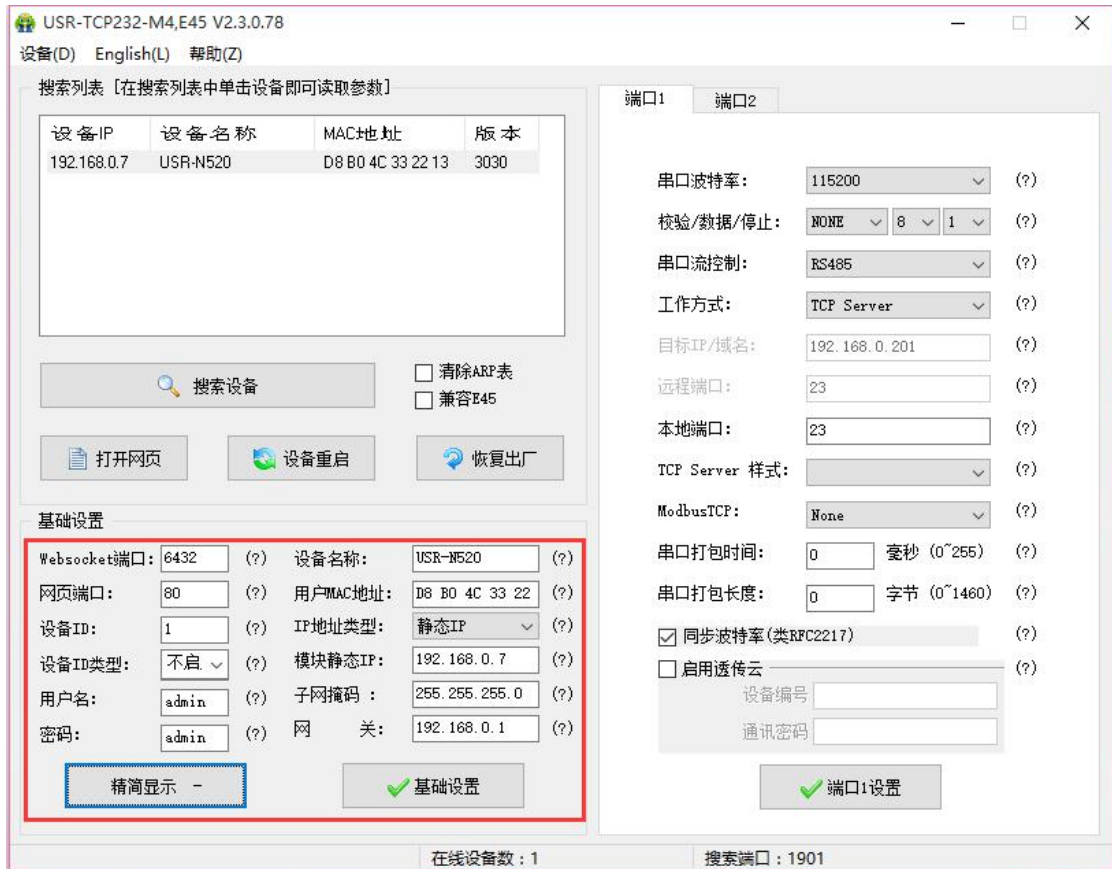 USR-TCP232-M4,E45 V2.3.0.78
设备(D) English(L) 帮助(Z)
搜索列表 [在搜索列表中单击设备即可读取参数]
设备IP 设备名称 MAC地址 版本
192.168.0.7 USR-N520 D8 B0 4C 33 22 13 3030
搜索设备
清除ARP表
兼容E45
打开网页 设备重启 恢复出厂
基础设置
Websocket端口: 6432 (?) 设备名称: USR-N520 (?)
网页端口: 80 (?) 用户MAC地址: D8 B0 4C 33 22 (?)
设备ID: 1 (?) IP地址类型: 静态IP (?)
设备ID类型: 不启 (?) 模块静态IP: 192.168.0.7 (?)
用户名: admin (?) 子网掩码 : 255.255.255.0 (?)
密码: admin (?) 网 关: 192.168.0.1 (?)
精简显示 - 基础设置
端口1 端口2
串口波特率: 115200 (?)
校验/数据/停止: NONE 8 1 (?)
串口流控制: RS485 (?)
工作方式: TCP Server (?)
目标IP/域名: 192.168.0.201 (?)
远程端口: 23 (?)
本地端口: 23 (?)
TCP Server 样式: (?)
ModbusTCP: None (?)
串口打包时间: 0 毫秒 (0~255) (?)
串口打包长度: 0 字节 (0~1460) (?)
同步波特率(类RFC2217) (?)
启用透传云 (?)
设备编号
通讯密码
端口1设置
在线设备数:1 搜索端口:1901